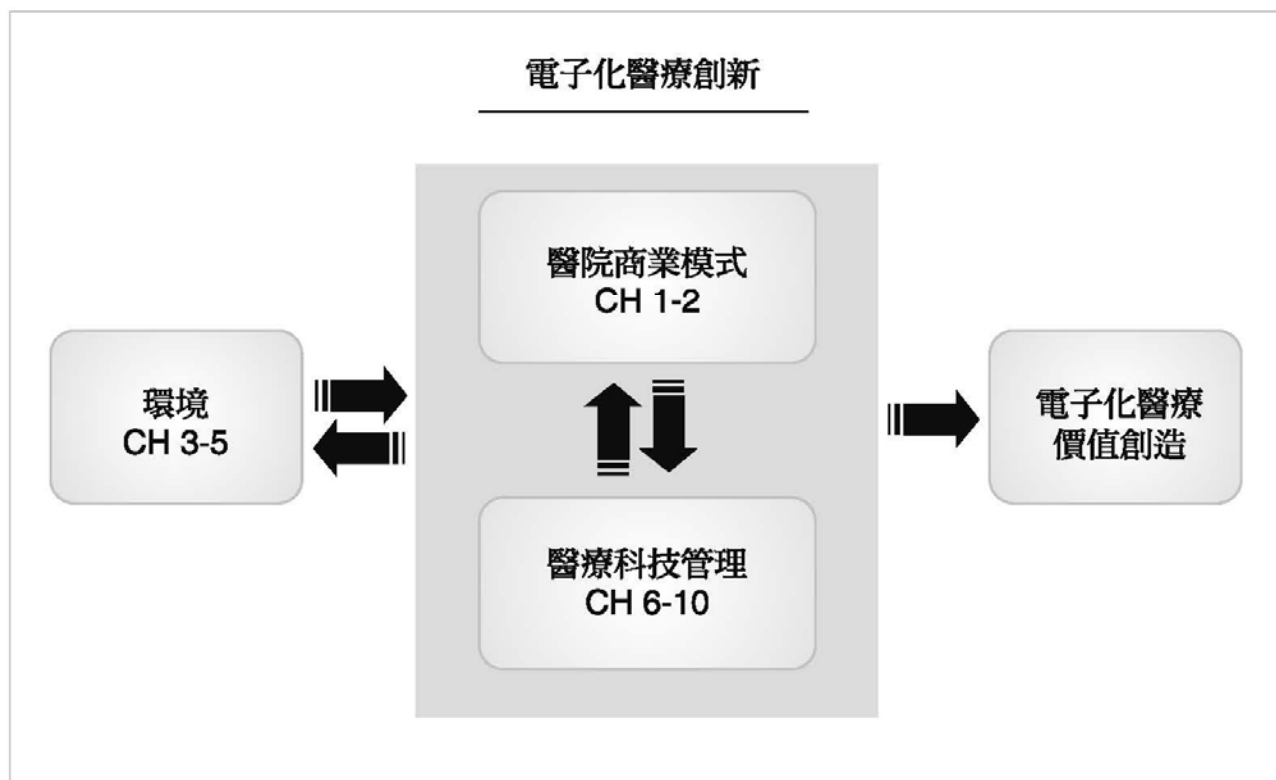 電子化醫療創新
醫院商業模式
CH 1-2
環境
CH 3-5
電子化醫療
價值創造
醫療科技管理
CH 6-10